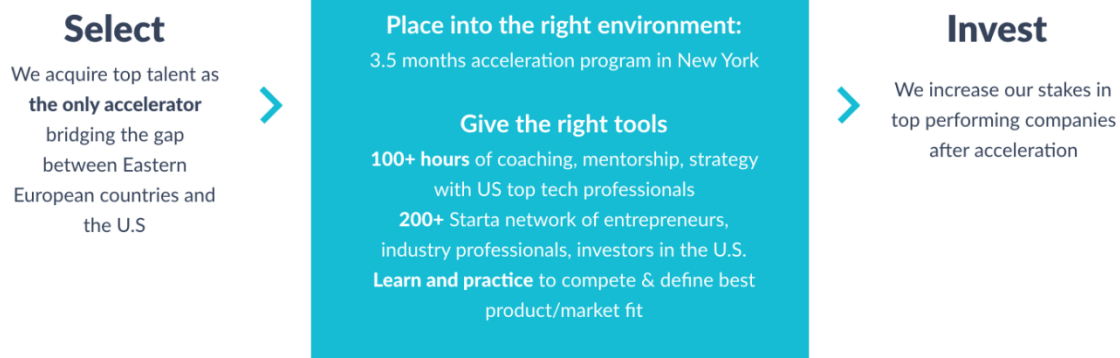 Select
We acquire top talent as
the only accelerator
bridging the gap
between Eastern
European countries and
the U.S
Place into the right environment:
3.5 months acceleration program in New York
Give the right tools
100+ hours of coaching, mentorship, strategy
with US top tech professionals
200+ Starta network of entrepreneurs,
industry professionals, investors in the U.S.
Learn and practice to compete & define best
product/market fit
Invest
We increase our stakes in
top performing companies
after acceleration